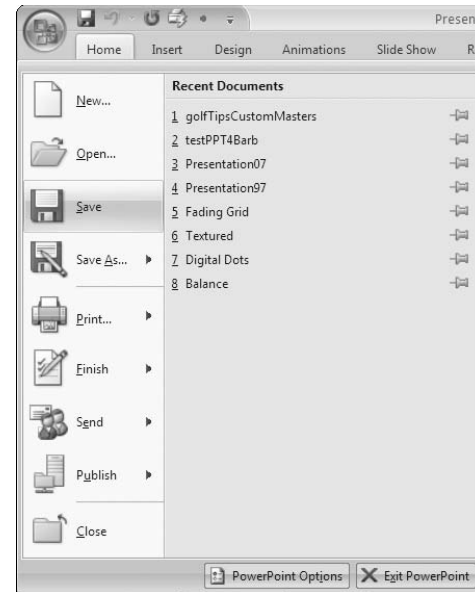 Presen
Home Insert Design Animations Slide Show R
New...
Open...
Save
Save As...
Print...
Finish
Send
Publish
Close
Recent Documents
1 golfTipsCustomMasters
2 testPPT4Barb
3 Presentation07
4 Presentation97
5 Fading Grid
6 Textured
7 Digital Dots
8 Balance
PowerPoint Options Exit PowerPoint